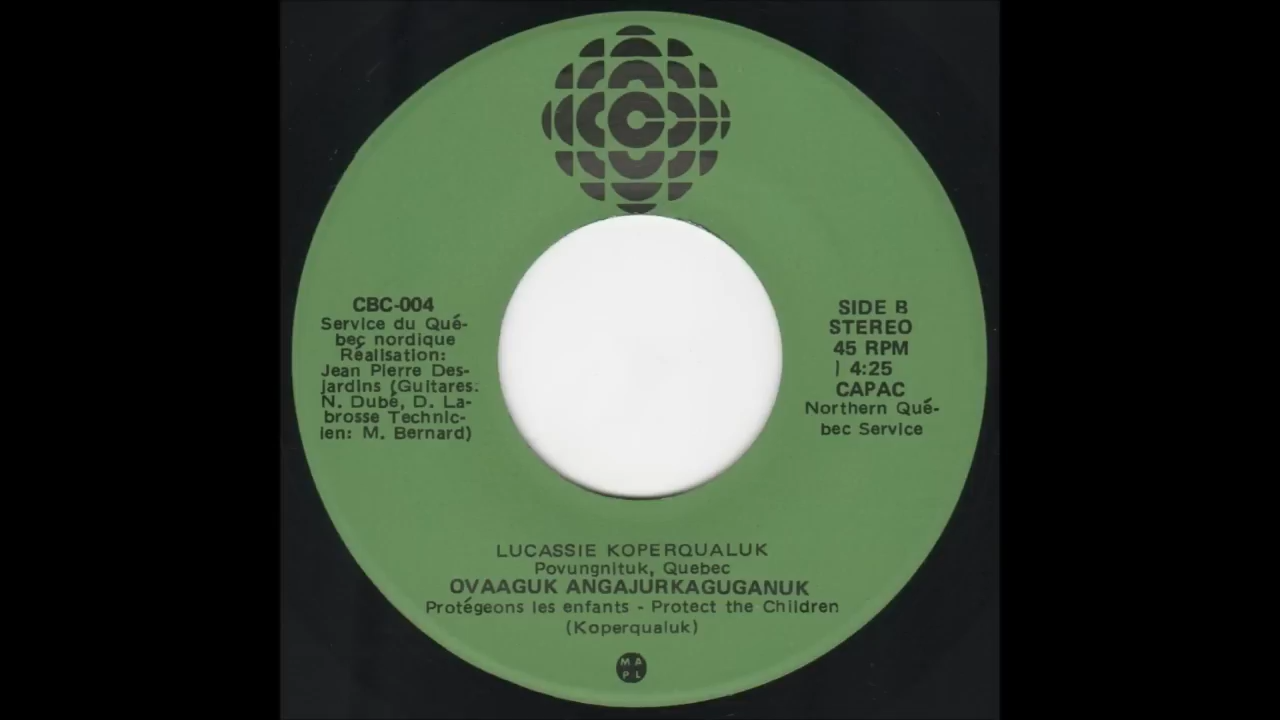 CBC-004
Service du Qué-
bec nordique
Réalisation:
Jean Pierre Des-
jardins (Guitares:
N. Dubé, D. La-
brosse Technic-
ien: M. Bernard)
SIDE B
STEREO
45 RPM
4:25
CAPAC
Northern Qué-
bec Service
LUCASSIE KOPERQUALUK
Povungnituk, Quebec
OVAAGUK ANGAJURKAGUGANUK
Protégeons les enfants - Protect the Children
(Koperqualuk)
M A
P L